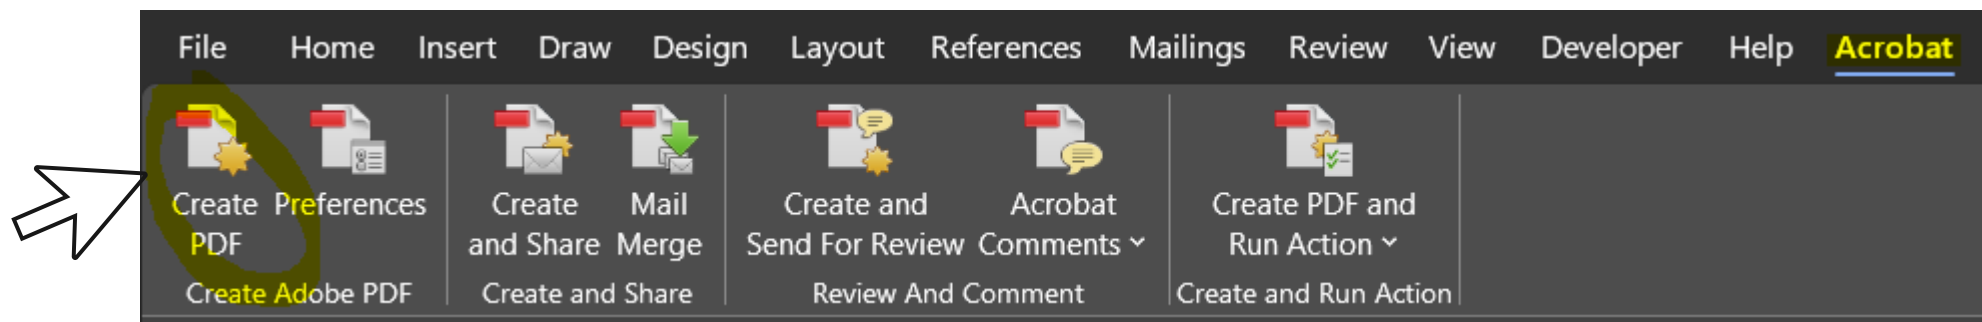 File Home Insert Draw Design Layout References Mailings Review View Developer Help Acrobat
Create PDF
Preferences
Create and Share
Mail Merge
Create and Send For Review
Acrobat Comments
Create PDF and Run Action
Create Adobe PDF
Create and Share
Review And Comment
Create and Run Action